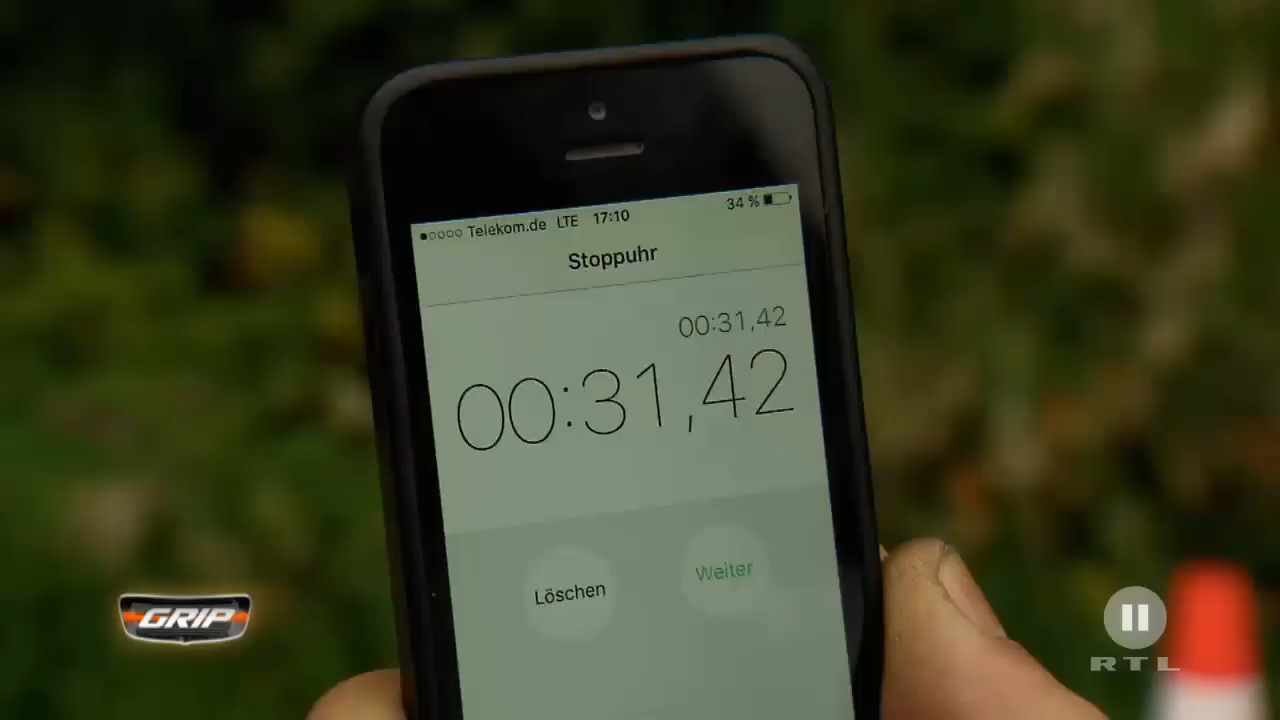 Telekom.de LTE 17:10 34 %
Stoppuhr
00:31,42
00:31,42
Löschen Weiter
GRIP
RTL